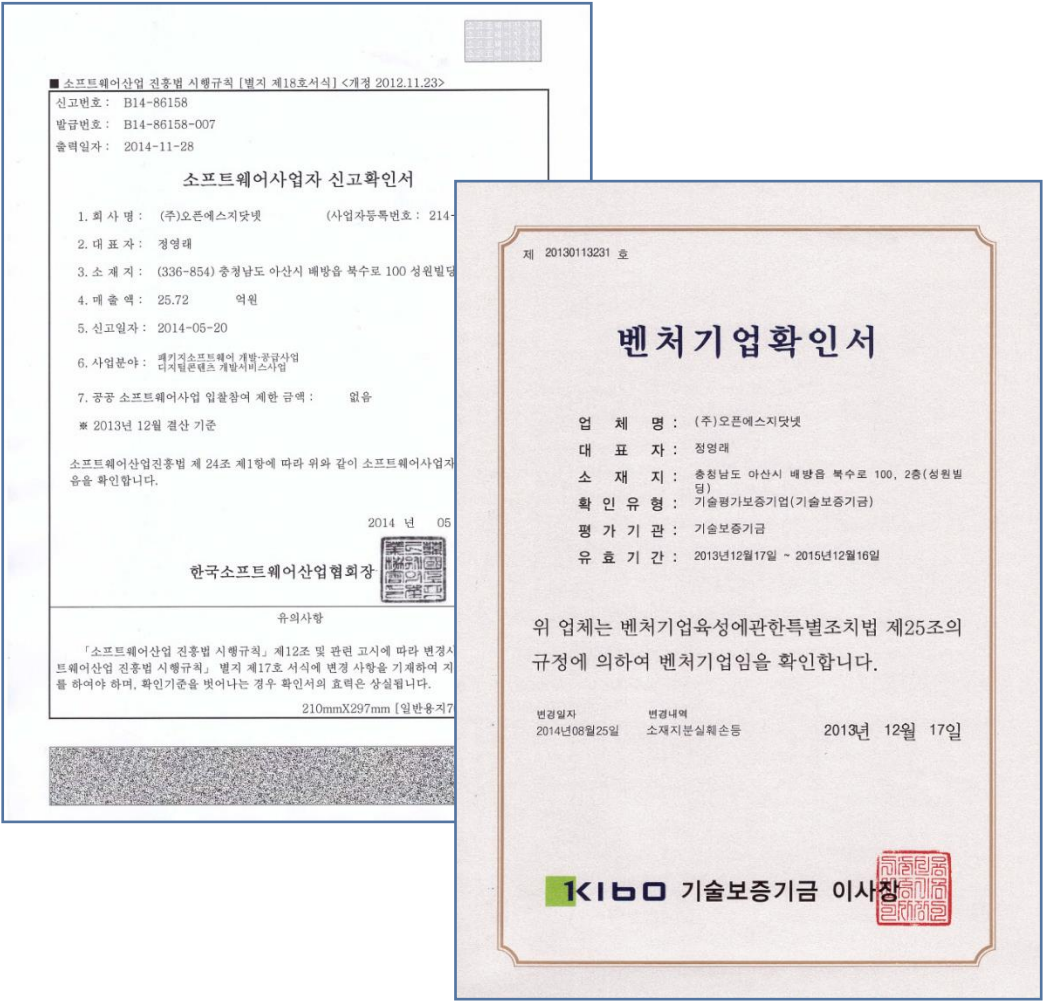 ■ 소프트웨어산업 진흥법 시행규칙 [별지 제18호서식] <개정 2012.11.23>
신고번호 : B14-86158
발급번호 : B14-86158-007
출력일자 : 2014-11-28
소프트웨어사업자 신고확인서
1. 회 사 명 : (주)오픈에스지닷넷 (사업자등록번호 : 214-
2. 대 표 자 : 정영래
3. 소 재 지 : (336-854) 충청남도 아산시 배방읍 북수로 100 성원빌딩
4. 매 출 액 : 25.72 억원
5. 신고일자 : 2014-05-20
6. 사업분야 : 패키지소프트웨어 개발·공급사업
디지털콘텐츠 개발서비스사업
7. 공공 소프트웨어사업 입찰참여 제한 금액 : 없음
※ 2013년 12월 결산 기준
소프트웨어산업진흥법 제 24조 제1항에 따라 위와 같이 소프트웨어사업자
음을 확인합니다.
2014 년 05
한국소프트웨어산업협회장
유의사항
「소프트웨어산업 진흥법 시행규칙」제12조 및 관련 고시에 따라 변경사
트웨어산업 진흥법 시행규칙」 별지 제17호 서식에 변경 사항을 기재하여 지
를 하여야 하며, 확인기준을 벗어나는 경우 확인서의 효력은 상실됩니다.
210mmX297mm [일반용지7
제 20130113231 호
벤처기업확인서
업 체 명 : (주)오픈에스지닷넷
대 표 자 : 정영래
소 재 지 : 충청남도 아산시 배방읍 북수로 100, 2층(성원빌
딩)
확 인 유 형 : 기술평가보증기업(기술보증기금)
평 가 기 관 : 기술보증기금
유 효 기 간 : 2013년12월17일 ~ 2015년12월16일
위 업체는 벤처기업육성에관한특별조치법 제25조의
규정에 의하여 벤처기업임을 확인합니다.
변경일자 변경내역
2014년08월25일 소재지분실훼손등
2013년 12월 17일
KIBO 기술보증기금 이사장